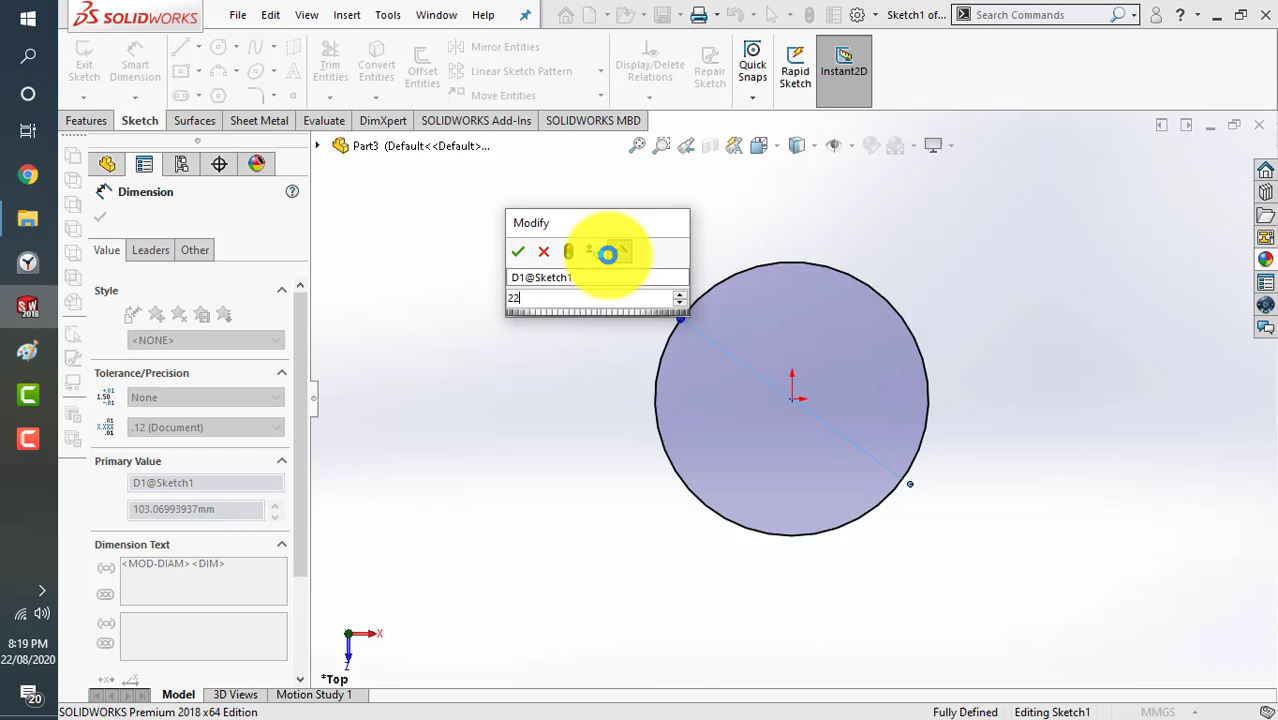 SOLIDWORKS
File Edit View Insert Tools Window Help
Sketch1 of...
Search Commands
Exit Sketch
Smart Dimension
Trim Entities
Convert Entities
Offset Entities
Mirror Entities
Linear Sketch Pattern
Move Entities
Display/Delete Relations
Repair Sketch
Quick Snaps
Rapid Sketch
Instant2D
Features Sketch Surfaces Sheet Metal Evaluate DimXpert SOLIDWORKS Add-Ins SOLIDWORKS MBD
Part3 (Default<<Default>...
Dimension
Value Leaders Other
Style
<NONE>
Tolerance/Precision
None
.12 (Document)
Primary Value
D1@Sketch1
103.06993937mm
Dimension Text
<MOD-DIAM><DIM>
Modify
D1@Sketch1
22
X
Z
*Top
SW 2018
8:19 PM
22/08/2020
20
Model 3D Views Motion Study 1
SOLIDWORKS Premium 2018 x64 Edition
Fully Defined Editing Sketch1 MMGS